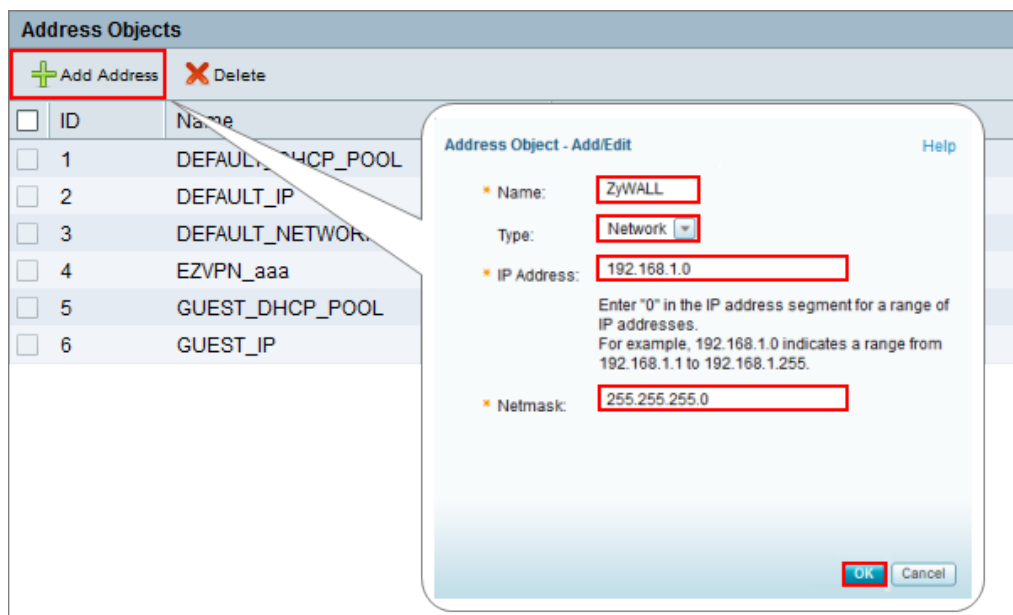 Address Objects
Add Address Delete
ID Name
1 DEFAULT_DHCP_POOL
2 DEFAULT_IP
3 DEFAULT_NETWORK
4 EZVPN_aaa
5 GUEST_DHCP_POOL
6 GUEST_IP
Address Object - Add/Edit Help
* Name: ZyWALL
Type: Network
* IP Address: 192.168.1.0
Enter "0" in the IP address segment for a range of
IP addresses.
For example, 192.168.1.0 indicates a range from
192.168.1.1 to 192.168.1.255.
* Netmask: 255.255.255.0
OK Cancel